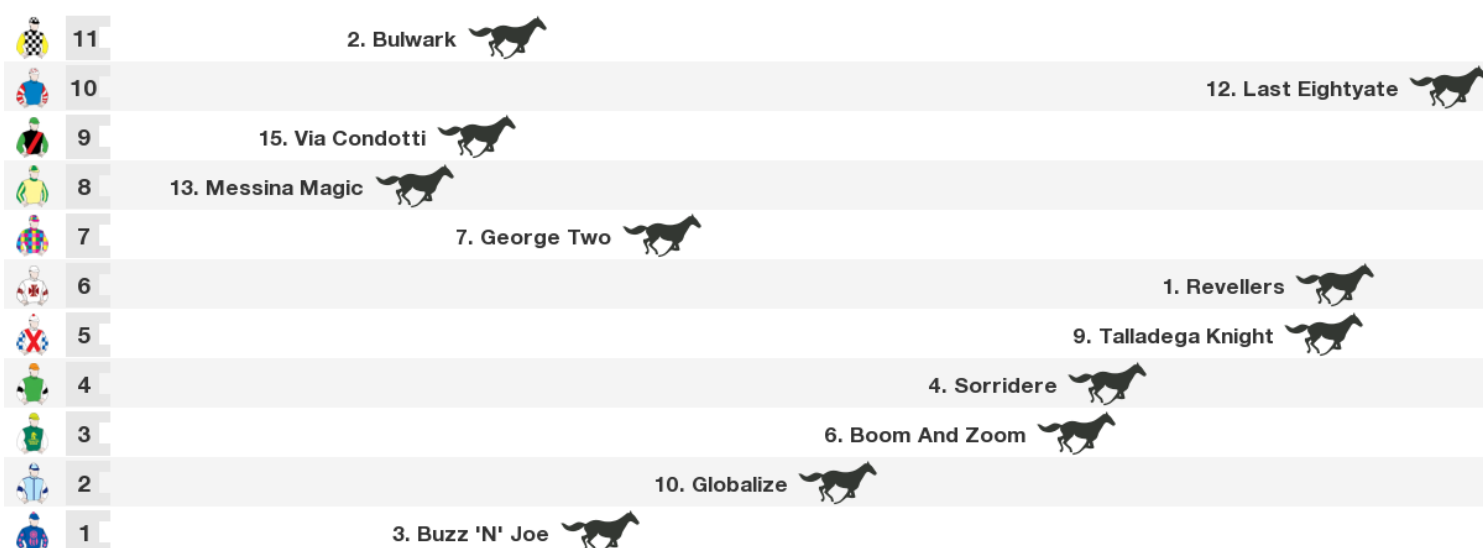 11 2. Bulwark
10 12. Last Eightyate
9 15. Via Condotti
8 13. Messina Magic
7 7. George Two
6 1. Revellers
5 9. Talladega Knight
4 4. Sorridere
3 6. Boom And Zoom
2 10. Globalize
1 3. Buzz 'N' Joe